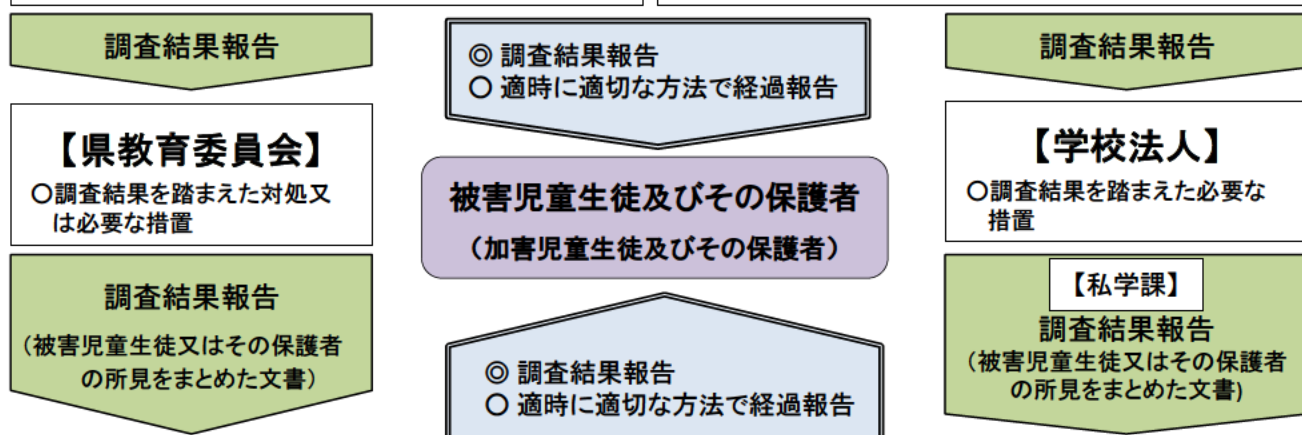 調査結果報告
【県教育委員会】
〇調査結果を踏まえた対処又
は必要な措置
調査結果報告
（被害児童生徒又はその保護者
の所見をまとめた文書）
◎ 調査結果報告
〇 適時に適切な方法で経過報告
被害児童生徒及びその保護者
（加害児童生徒及びその保護者）
◎ 調査結果報告
〇 適時に適切な方法で経過報告
調査結果報告
【学校法人】
〇調査結果を踏まえた必要な
措置
【私学課】
調査結果報告
（被害児童生徒又はその保護者
の所見をまとめた文書)